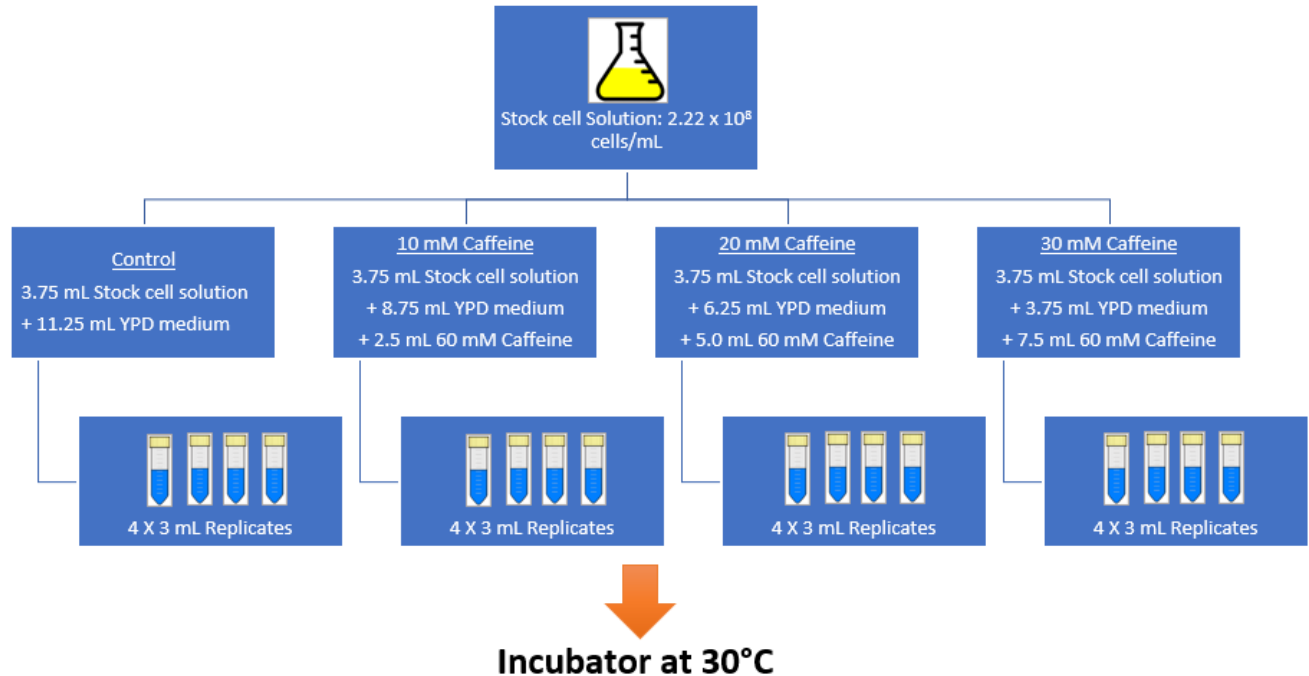 Stock cell Solution: 2.22 x 10⁸
cells/mL
Control
3.75 mL Stock cell solution
+ 11.25 mL YPD medium
10 mM Caffeine
3.75 mL Stock cell solution
+ 8.75 mL YPD medium
+ 2.5 mL 60 mM Caffeine
20 mM Caffeine
3.75 mL Stock cell solution
+ 6.25 mL YPD medium
+ 5.0 mL 60 mM Caffeine
30 mM Caffeine
3.75 mL Stock cell solution
+ 3.75 mL YPD medium
+ 7.5 mL 60 mM Caffeine
4 X 3 mL Replicates
4 X 3 mL Replicates
4 X 3 mL Replicates
4 X 3 mL Replicates
Incubator at 30°C